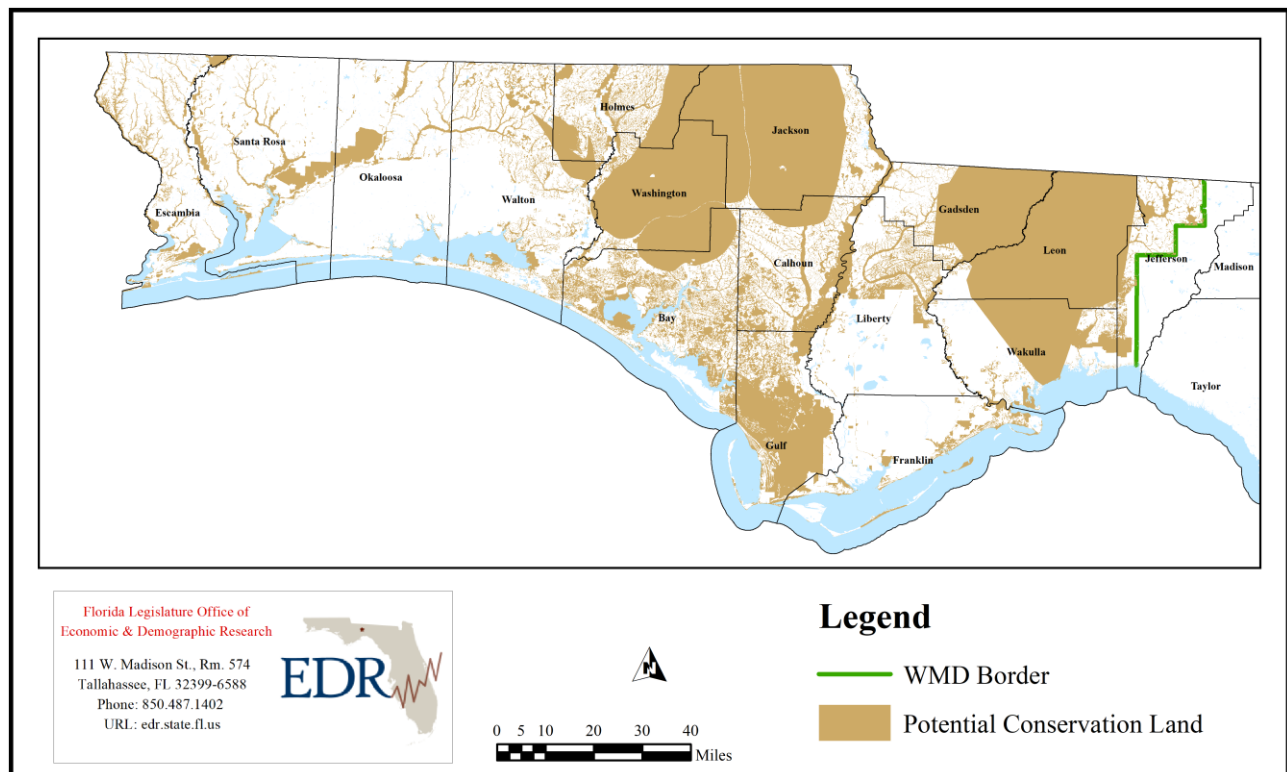 Holmes
Jackson
Santa Rosa
Okaloosa
Washington
Walton
Escambia
Gadsden
Leon
Calhoun
Jefferson
Madison
Bay
Liberty
Wakulla
Taylor
Gulf
Franklin
Florida Legislature Office of
Economic & Demographic Research
111 W. Madison St., Rm. 574
Tallahassee, FL 32399-6588
Phone: 850.487.1402
URL: edr.state.fl.us
EDR
N
0 5 10 20 30 40
Miles
Legend
WMD Border
Potential Conservation Land